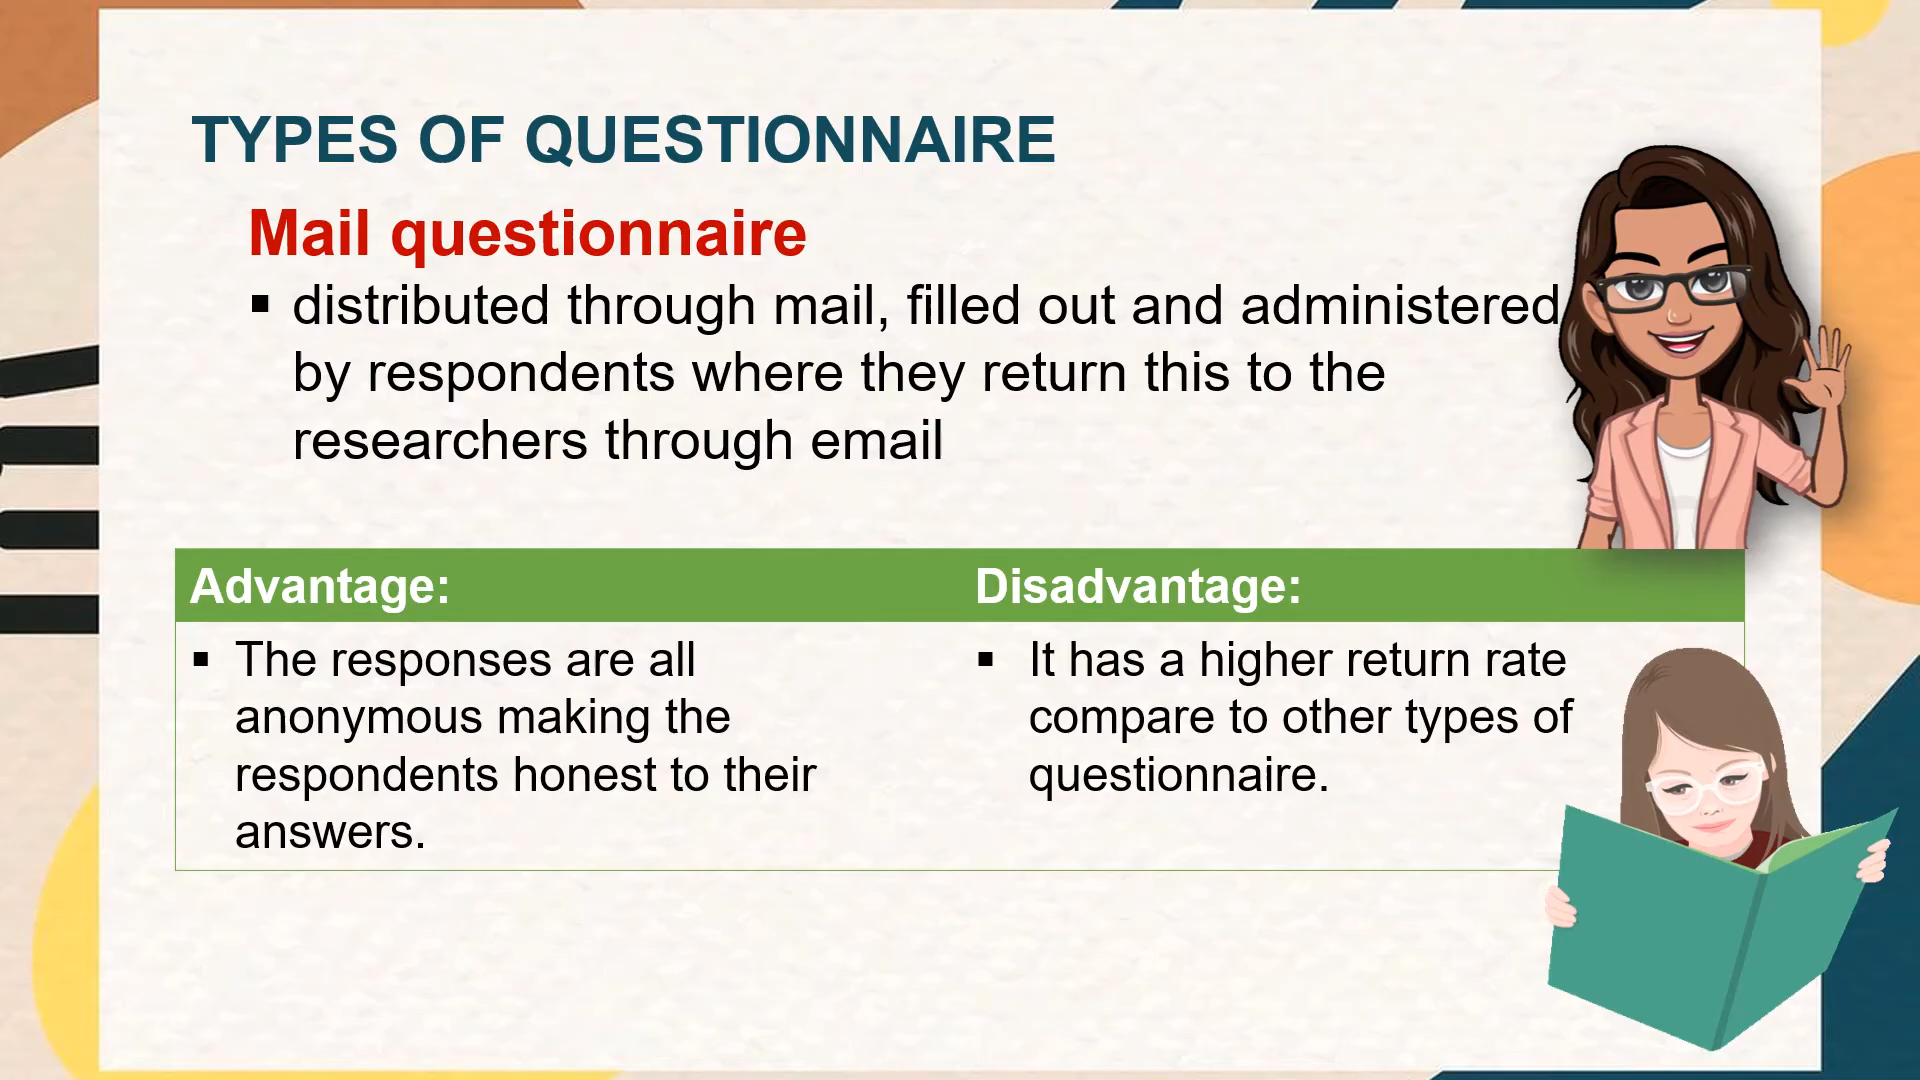 TYPES OF QUESTIONNAIRE
Mail questionnaire
▪ distributed through mail, filled out and administered
by respondents where they return this to the
researchers through email
Advantage:
▪ The responses are all
anonymous making the
respondents honest to their
answers.
Disadvantage:
▪ It has a higher return rate
compare to other types of
questionnaire.